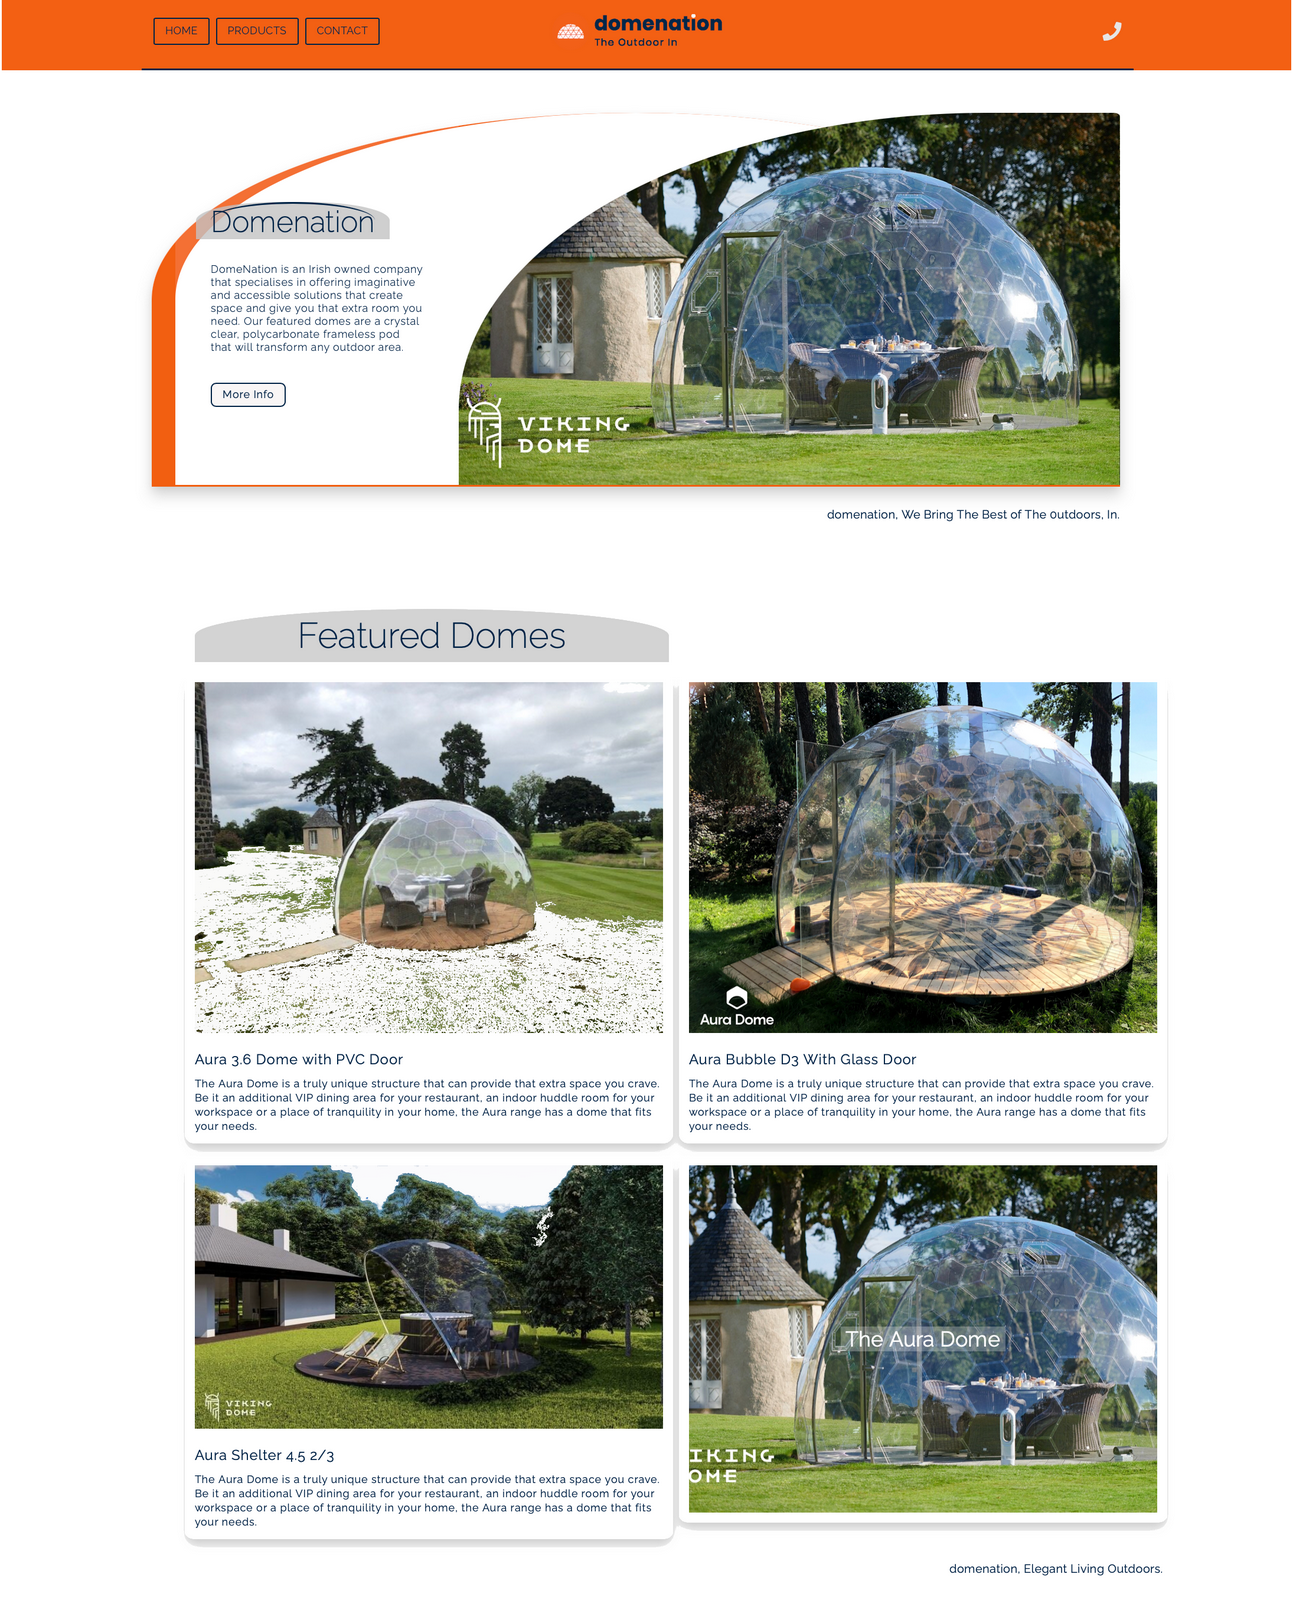 HOME PRODUCTS CONTACT
domenation
The Outdoor In
Domenation
DomeNation is an Irish owned company
that specialises in offering imaginative
and accessible solutions that create
space and give you that extra room you
need. Our featured domes are a crystal
clear, polycarbonate frameless pod
that will transform any outdoor area.
More Info
VIKING
DOME
domenation, We Bring The Best of The 0utdoors, In.
Featured Domes
Aura Dome
Aura 3.6 Dome with PVC Door
The Aura Dome is a truly unique structure that can provide that extra space you crave.
Be it an additional VIP dining area for your restaurant, an indoor huddle room for your
workspace or a place of tranquility in your home, the Aura range has a dome that fits
your needs.
Aura Bubble D3 With Glass Door
The Aura Dome is a truly unique structure that can provide that extra space you crave.
Be it an additional VIP dining area for your restaurant, an indoor huddle room for your
workspace or a place of tranquility in your home, the Aura range has a dome that fits
your needs.
VIKING
DOME
Aura Shelter 4.5 2/3
The Aura Dome is a truly unique structure that can provide that extra space you crave.
Be it an additional VIP dining area for your restaurant, an indoor huddle room for your
workspace or a place of tranquility in your home, the Aura range has a dome that fits
your needs.
The Aura Dome
IKING
OME
domenation, Elegant Living Outdoors.